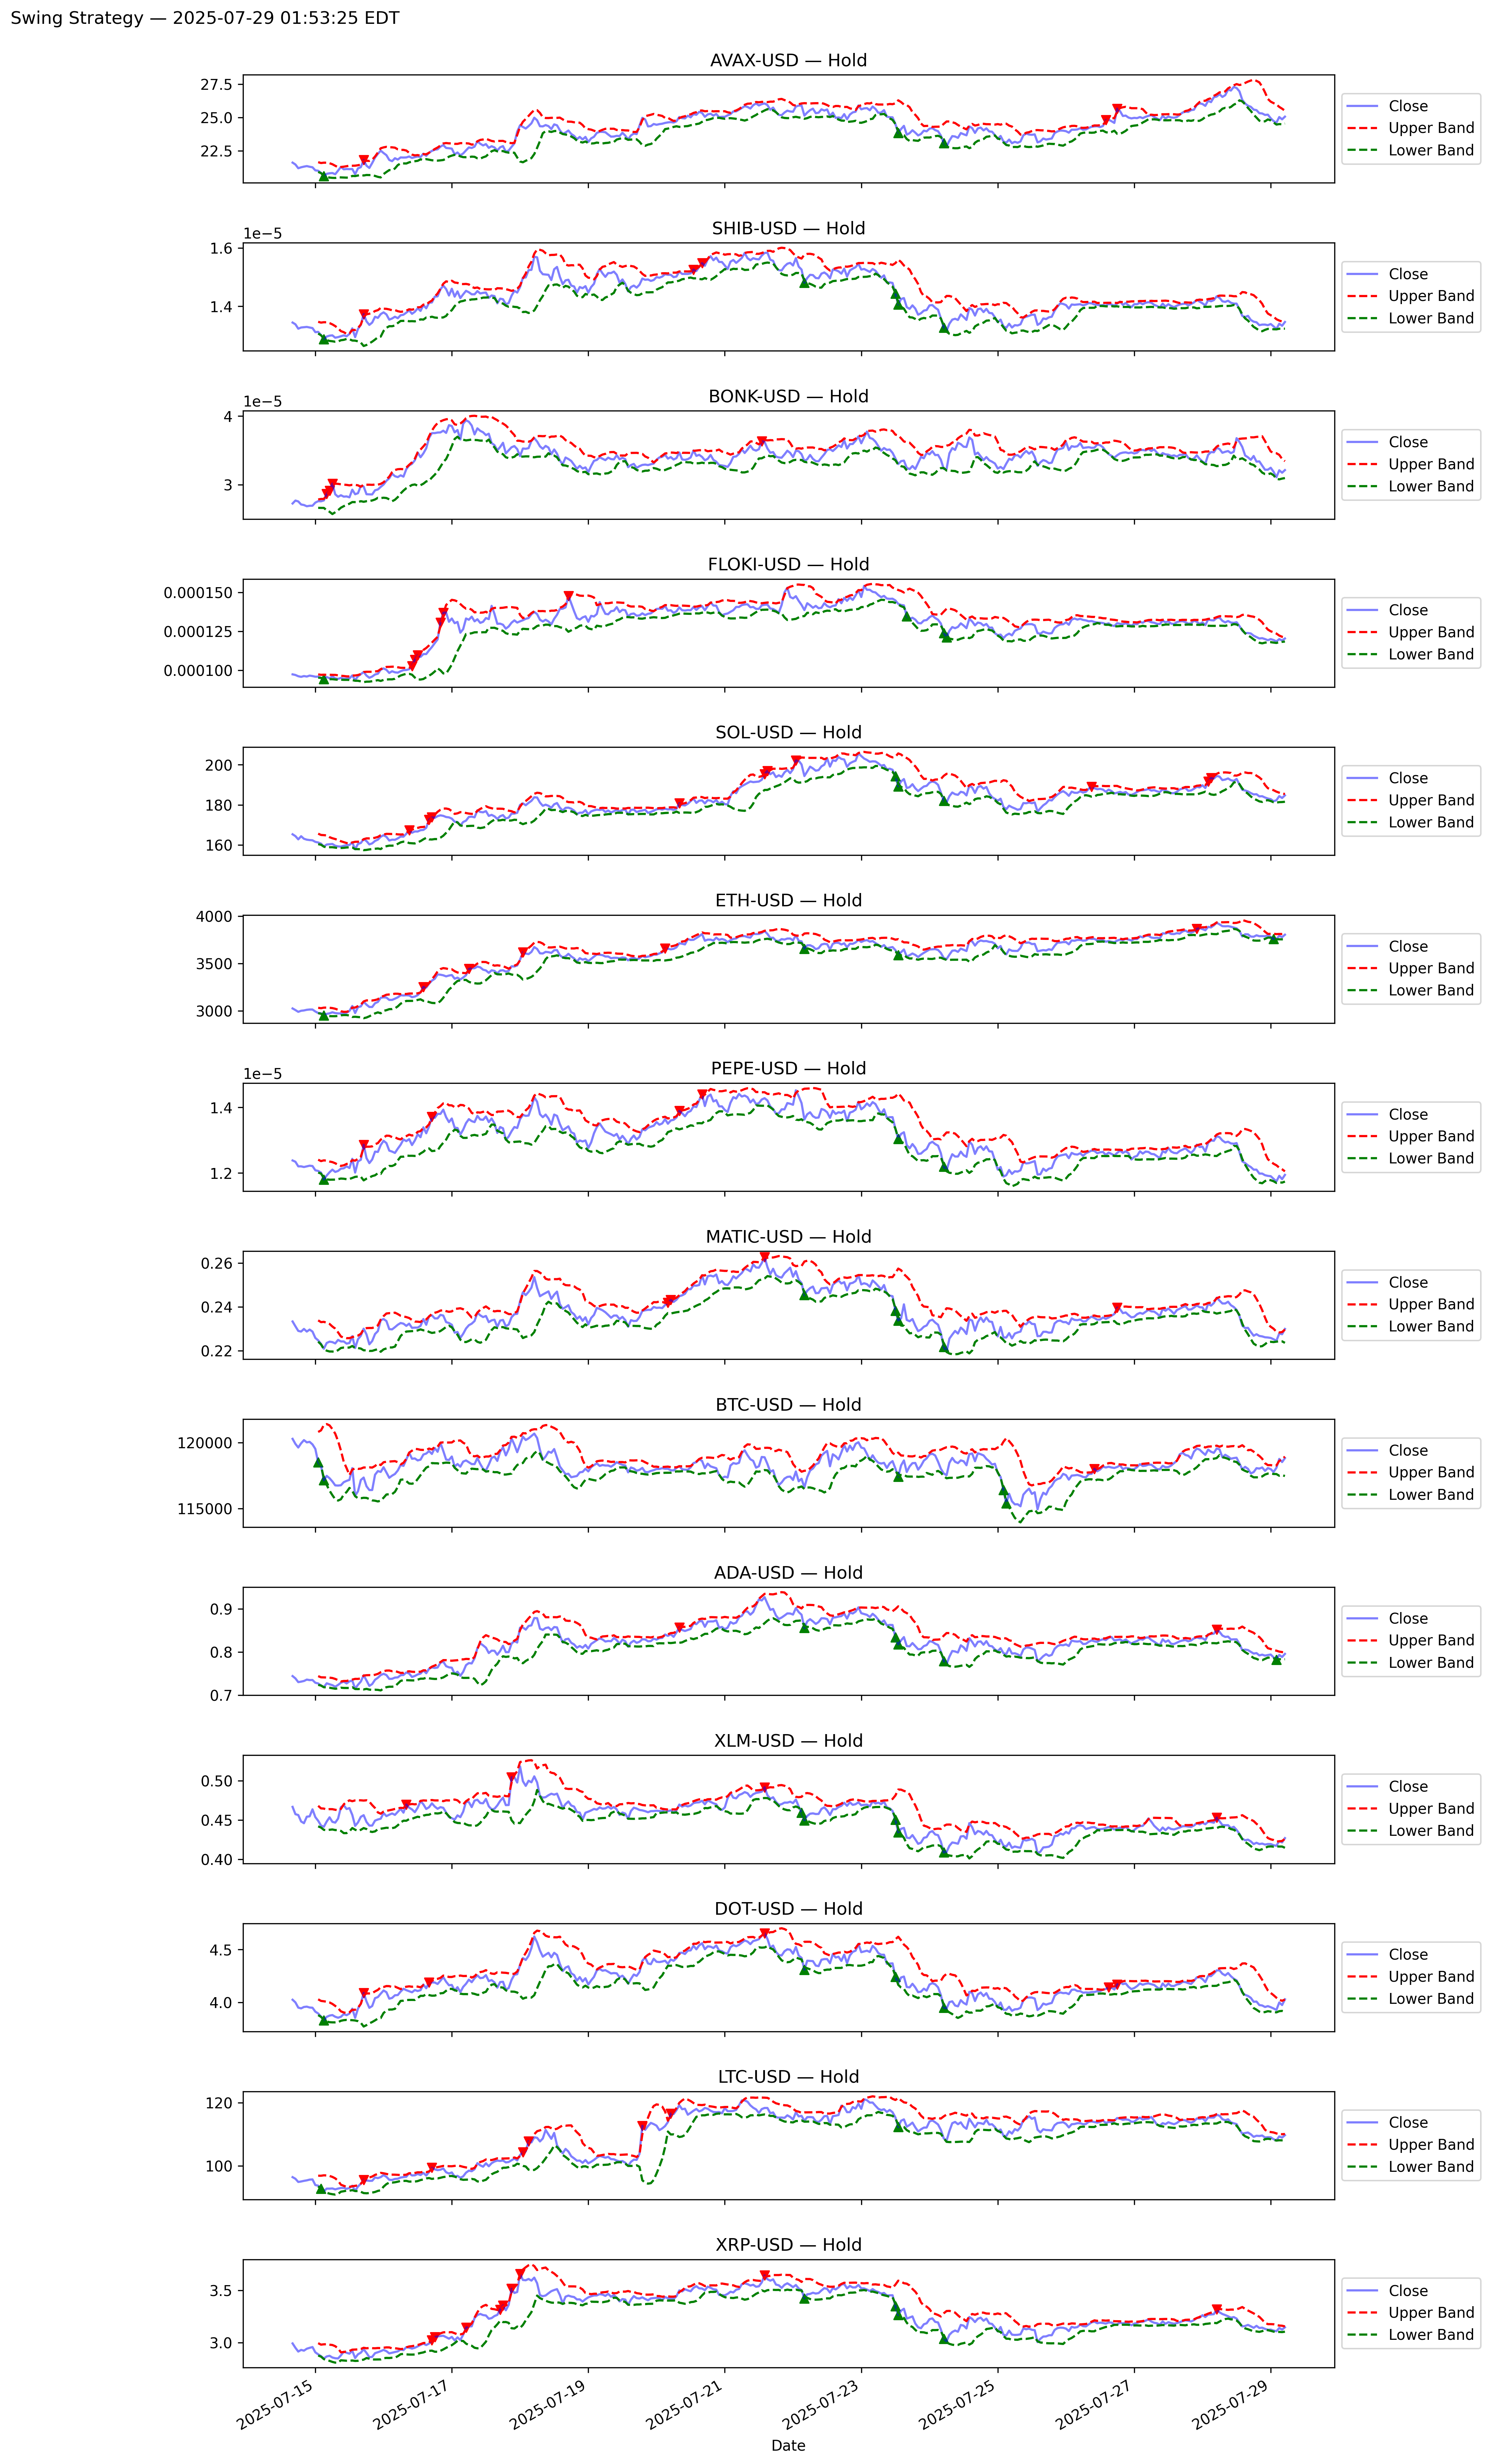 Swing Strategy — 2025-07-29 01:53:25 EDT
AVAX-USD — Hold
27.5
25.0
22.5
Close
Upper Band
Lower Band
SHIB-USD — Hold
1e−5
1.6
1.4
Close
Upper Band
Lower Band
BONK-USD — Hold
1e−5
4
3
Close
Upper Band
Lower Band
FLOKI-USD — Hold
0.000150
0.000125
0.000100
Close
Upper Band
Lower Band
SOL-USD — Hold
200
180
160
Close
Upper Band
Lower Band
ETH-USD — Hold
4000
3500
3000
Close
Upper Band
Lower Band
PEPE-USD — Hold
1e−5
1.4
1.2
Close
Upper Band
Lower Band
MATIC-USD — Hold
0.26
0.24
0.22
Close
Upper Band
Lower Band
BTC-USD — Hold
120000
115000
Close
Upper Band
Lower Band
ADA-USD — Hold
0.9
0.8
0.7
Close
Upper Band
Lower Band
XLM-USD — Hold
0.50
0.45
0.40
Close
Upper Band
Lower Band
DOT-USD — Hold
4.5
4.0
Close
Upper Band
Lower Band
LTC-USD — Hold
120
100
Close
Upper Band
Lower Band
XRP-USD — Hold
3.5
3.0
Close
Upper Band
Lower Band
2025-07-15
2025-07-17
2025-07-19
2025-07-21
2025-07-23
2025-07-25
2025-07-27
2025-07-29
Date